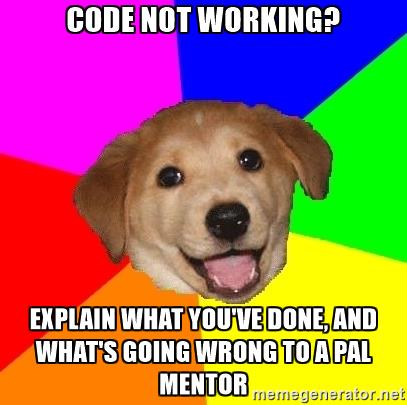 CODE NOT WORKING?
EXPLAIN WHAT YOU'VE DONE, AND
WHAT'S GOING WRONG TO A PAL
MENTOR
memegenerator.net